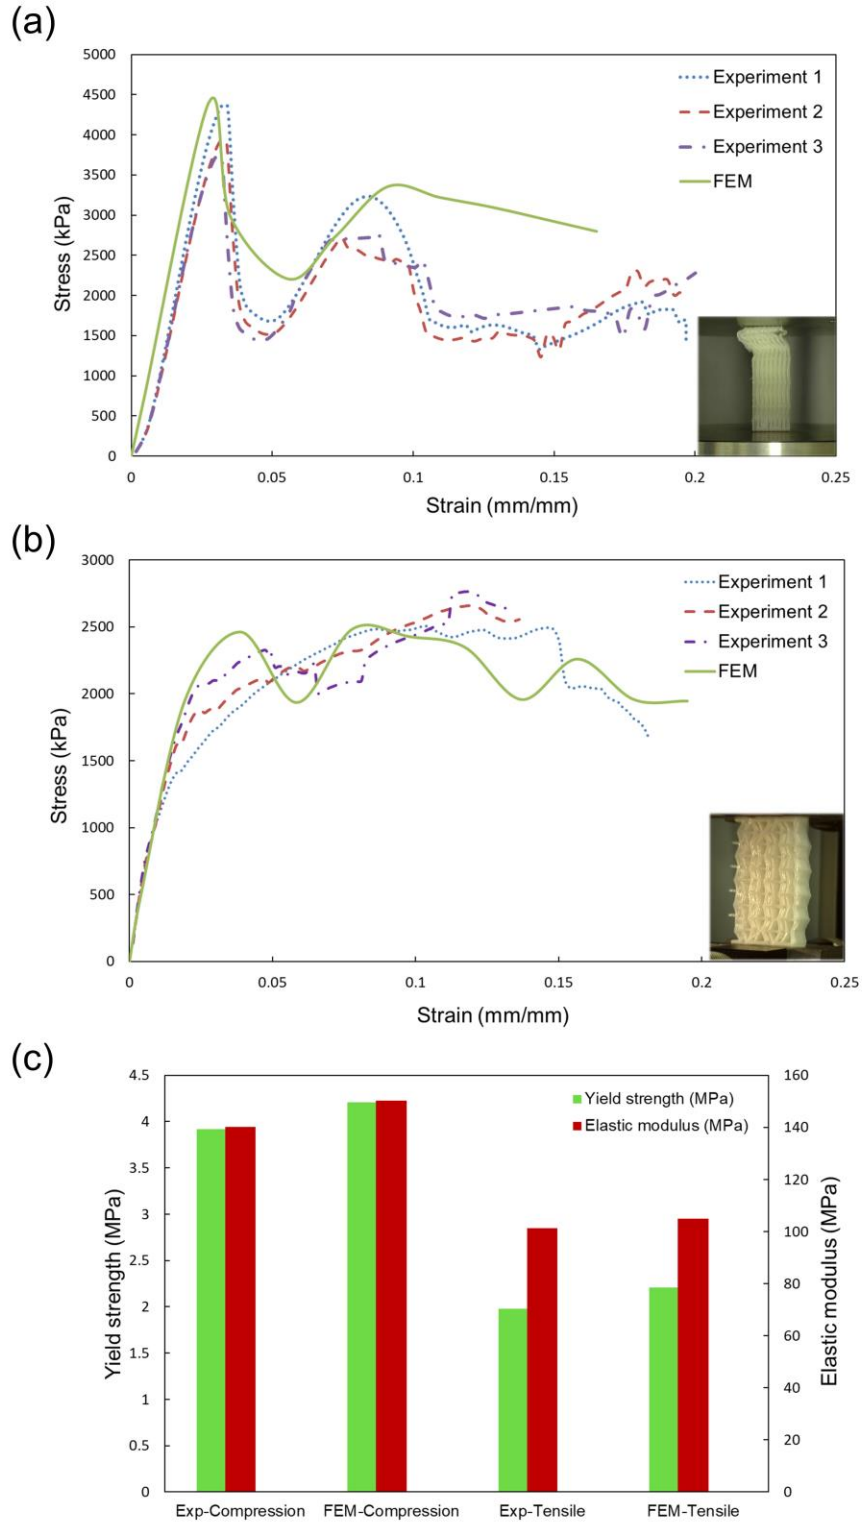 (a)
5000
4500
4000
3500
3000
2500
2000
1500
1000
500
0
Stress (kPa)
Experiment 1
Experiment 2
Experiment 3
FEM
0 0.05 0.1 0.15 0.2 0.25
Strain (mm/mm)
(b)
3000
2500
2000
1500
1000
500
0
Stress (kPa)
Experiment 1
Experiment 2
Experiment 3
FEM
0 0.05 0.1 0.15 0.2 0.25
Strain (mm/mm)
(c)
4.5
4
3.5
3
2.5
2
1.5
1
0.5
0
Yield strength (MPa)
Yield strength (MPa)
Elastic modulus (MPa)
160
140
120
100
80
60
40
20
0
Elastic modulus (MPa)
Exp-Compression FEM-Compression Exp-Tensile FEM-Tensile